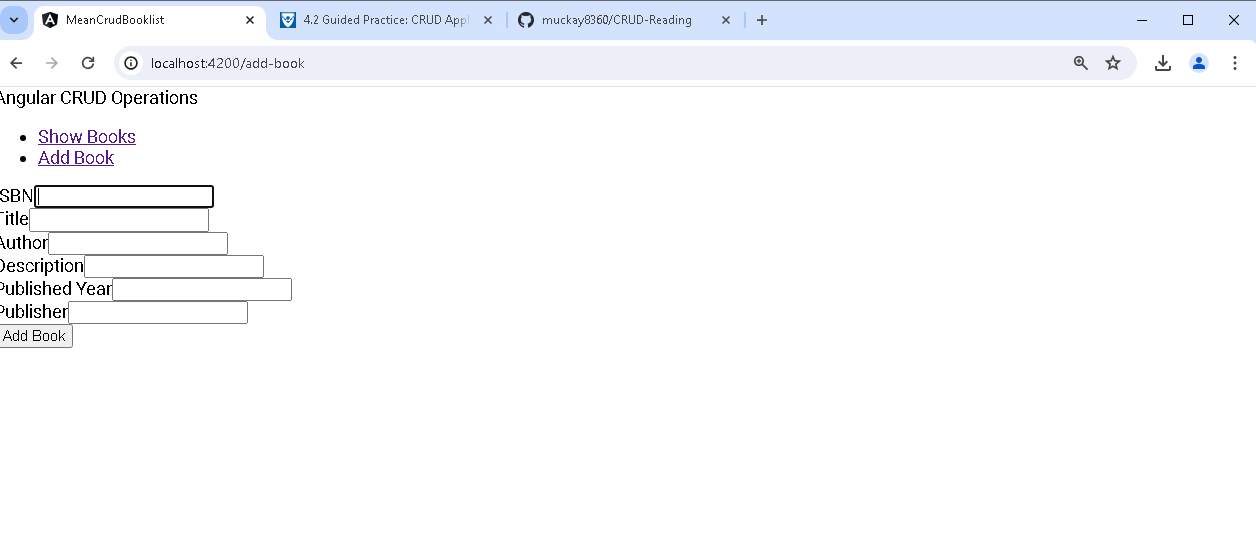 MeanCrudBooklist
4.2 Guided Practice: CRUD Appl
muckay8360/CRUD-Reading
localhost:4200/add-book
Angular CRUD Operations
Show Books
Add Book
ISBN
Title
Author
Description
Published Year
Publisher
Add Book